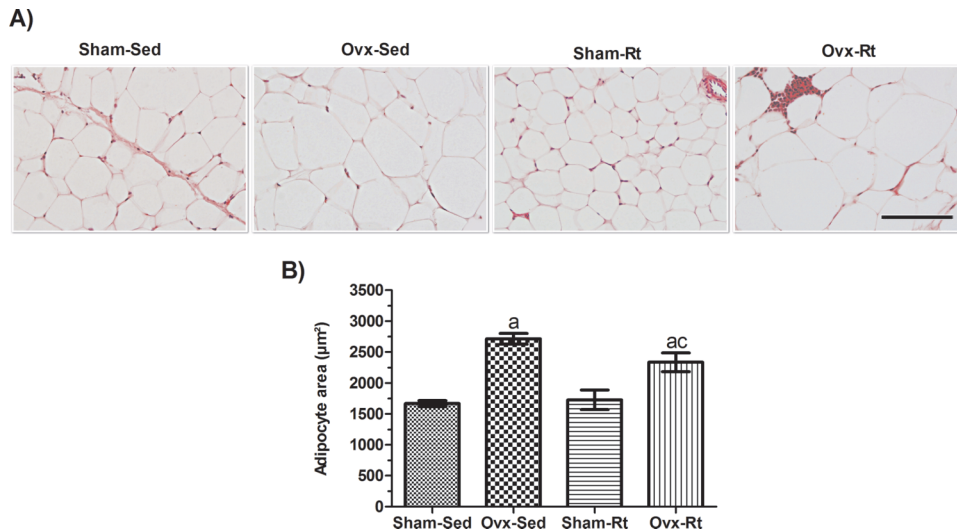 A)
Sham-Sed Ovx-Sed Sham-Rt Ovx-Rt
B)
Adipocyte area (µm²)
3500
3000
2500
2000
1500
1000
500
0
a
ac
Sham-Sed Ovx-Sed Sham-Rt Ovx-Rt